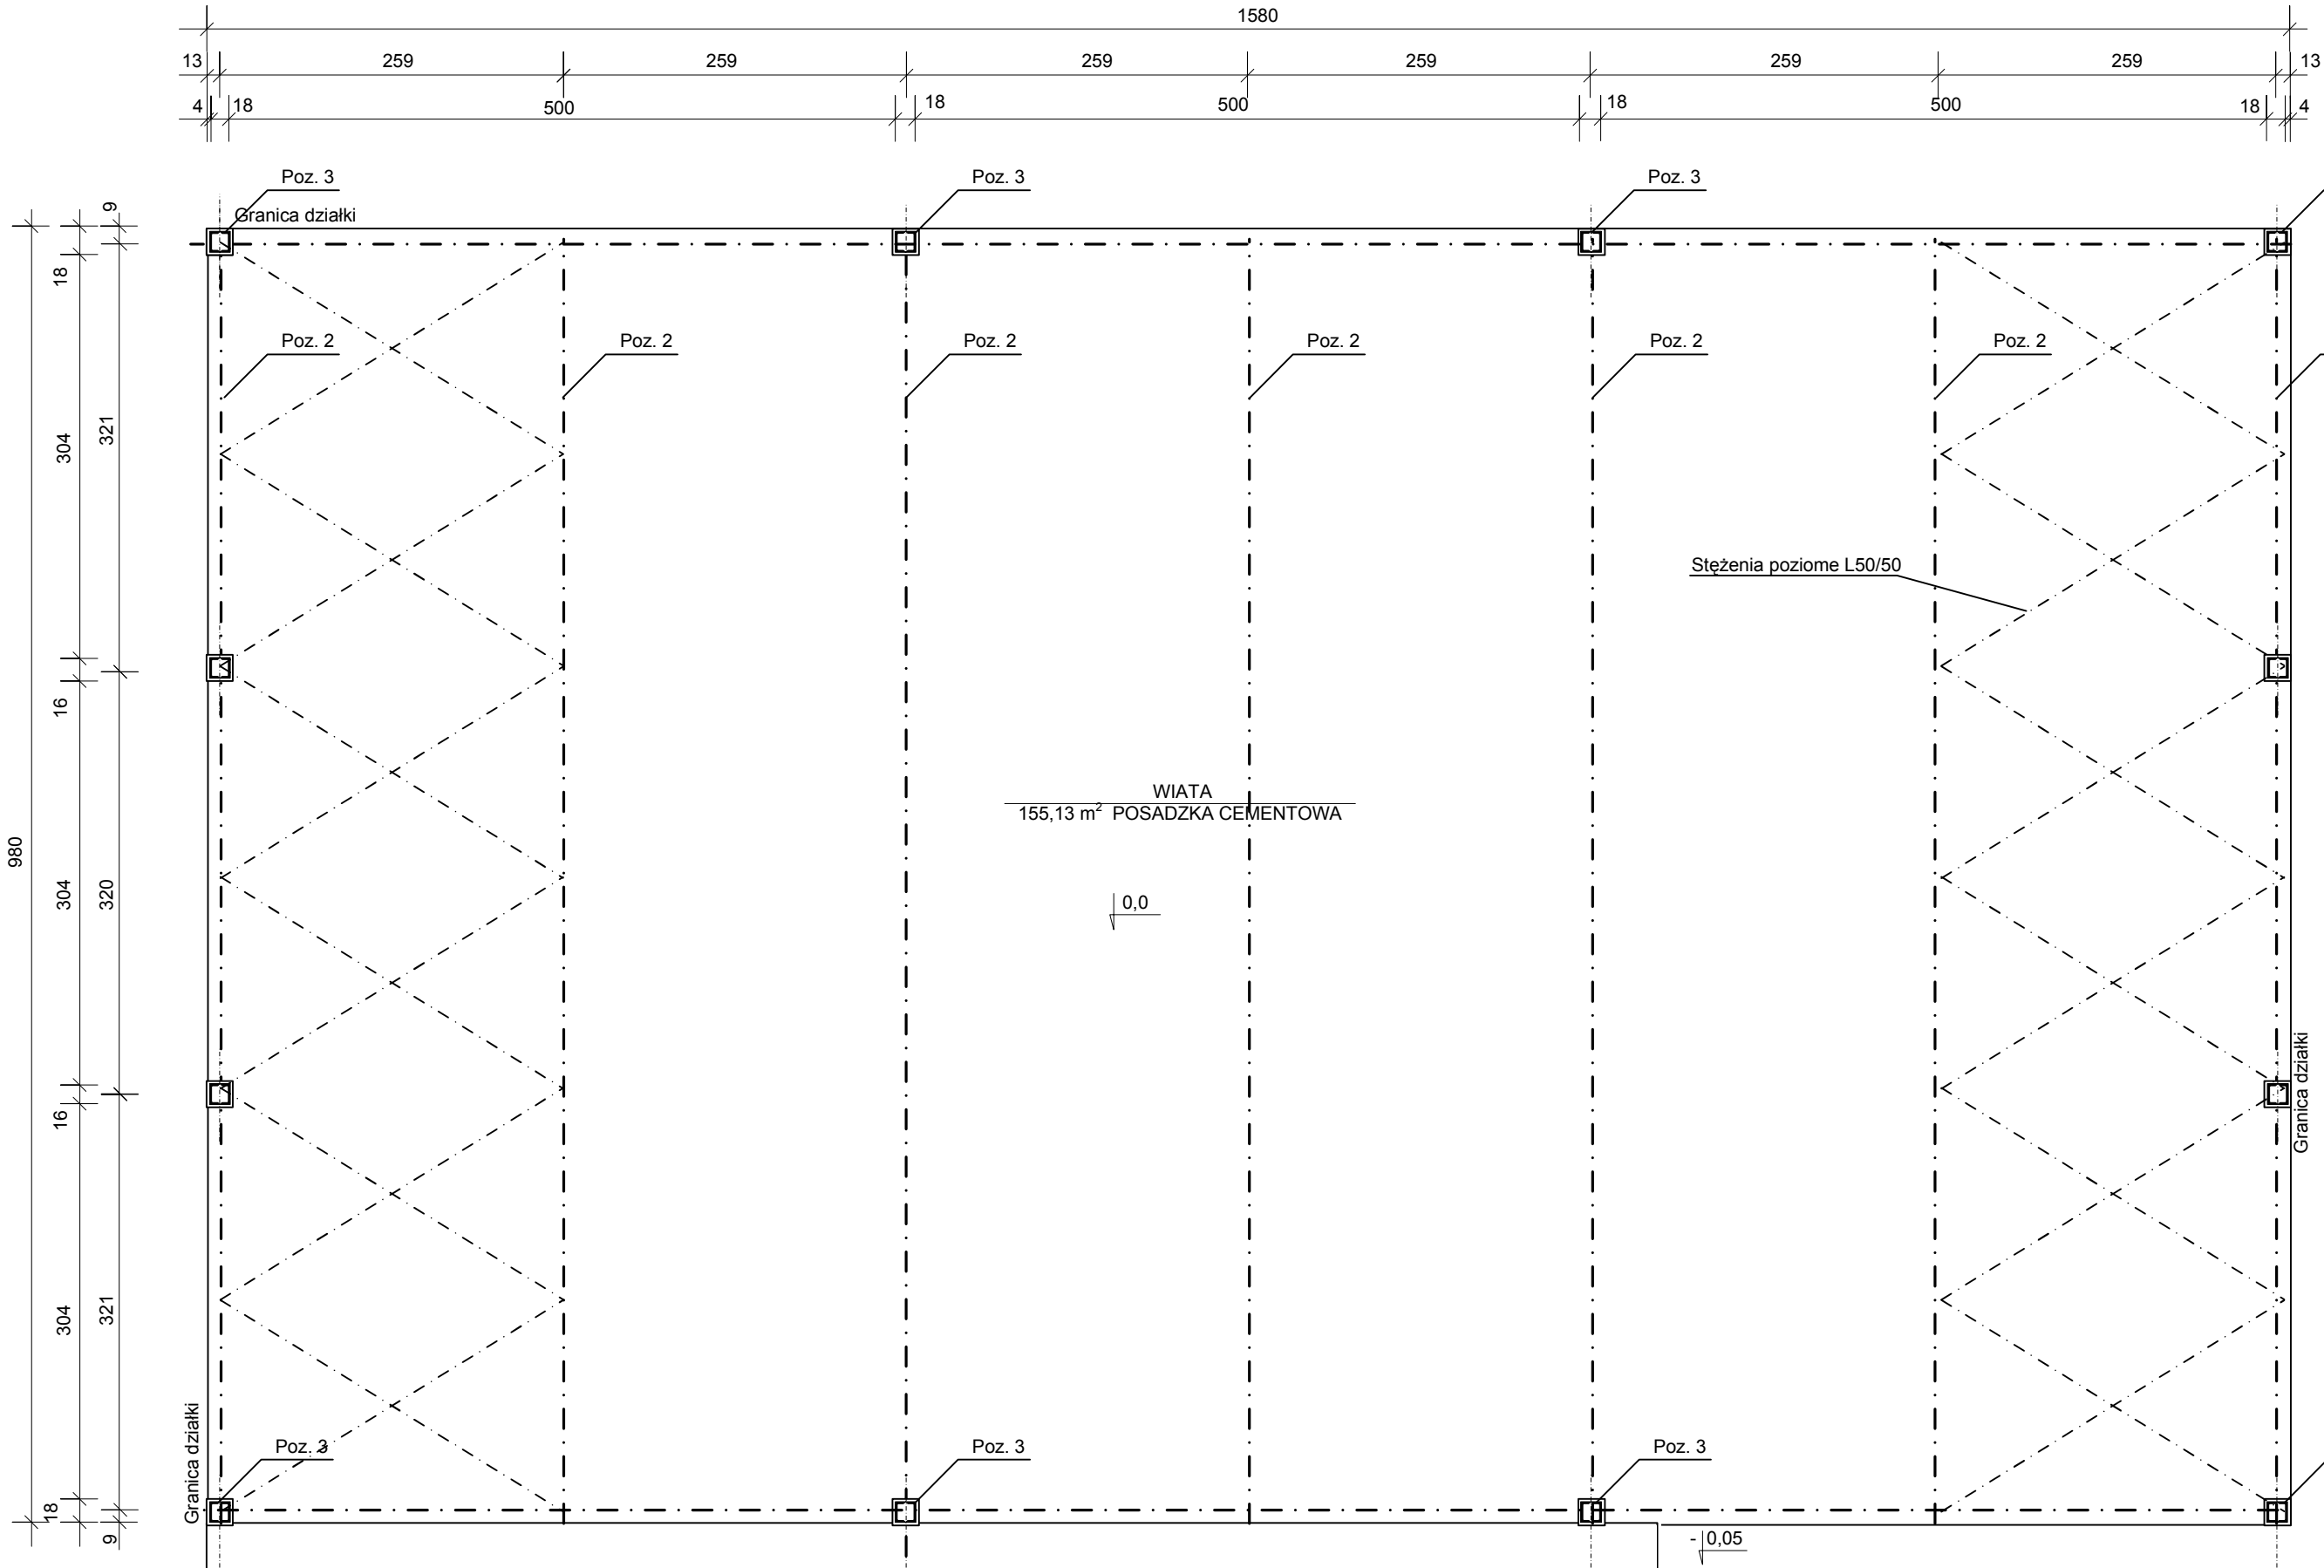 1580
13 259 259 259 259 259 259 13
4 18 500 18 500 18 500 18 4
Poz. 3 Poz. 3 Poz. 3
9
Granica działki
18
Poz. 2 Poz. 2 Poz. 2 Poz. 2 Poz. 2 Poz. 2
304 321
Stężenia poziome L50/50
16
WIATA
155,13 m² POSADZKA CEMENTOWA
980
304 320
0,0
Granica działki
16
304 321
Granica działki
Poz. 3 Poz. 3 Poz. 3
18
9
- 0,05